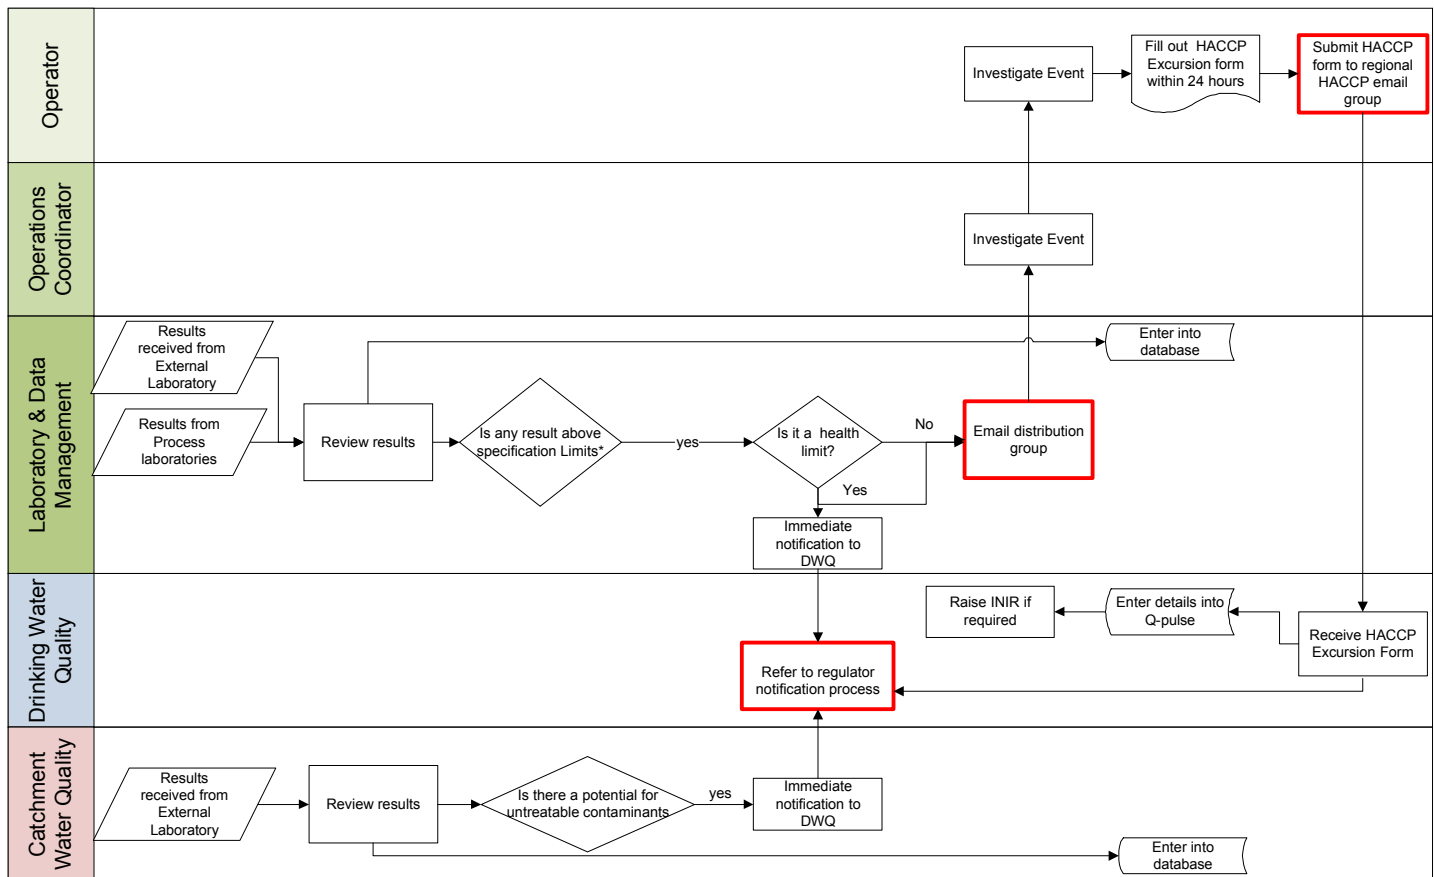 Operator
Investigate Event
Fill out HACCP
Excursion form
within 24 hours
Submit HACCP
form to regional
HACCP email
group
Operations
Coordinator
Investigate Event
Laboratory & Data
Management
Results
received from
External
Laboratory
Results from
Process
laboratories
Review results
Is any result above
specification Limits*
yes
Is it a health
limit?
No
Yes
Email distribution
group
Enter into
database
Immediate
notification to
DWQ
Drinking Water
Quality
Raise INIR if
required
Enter details into
Q-pulse
Receive HACCP
Excursion Form
Refer to regulator
notification process
Catchment
Water Quality
Results
received from
External
Laboratory
Review results
Is there a potential for
untreatable contaminants
yes
Immediate
notification to
DWQ
Enter into
database